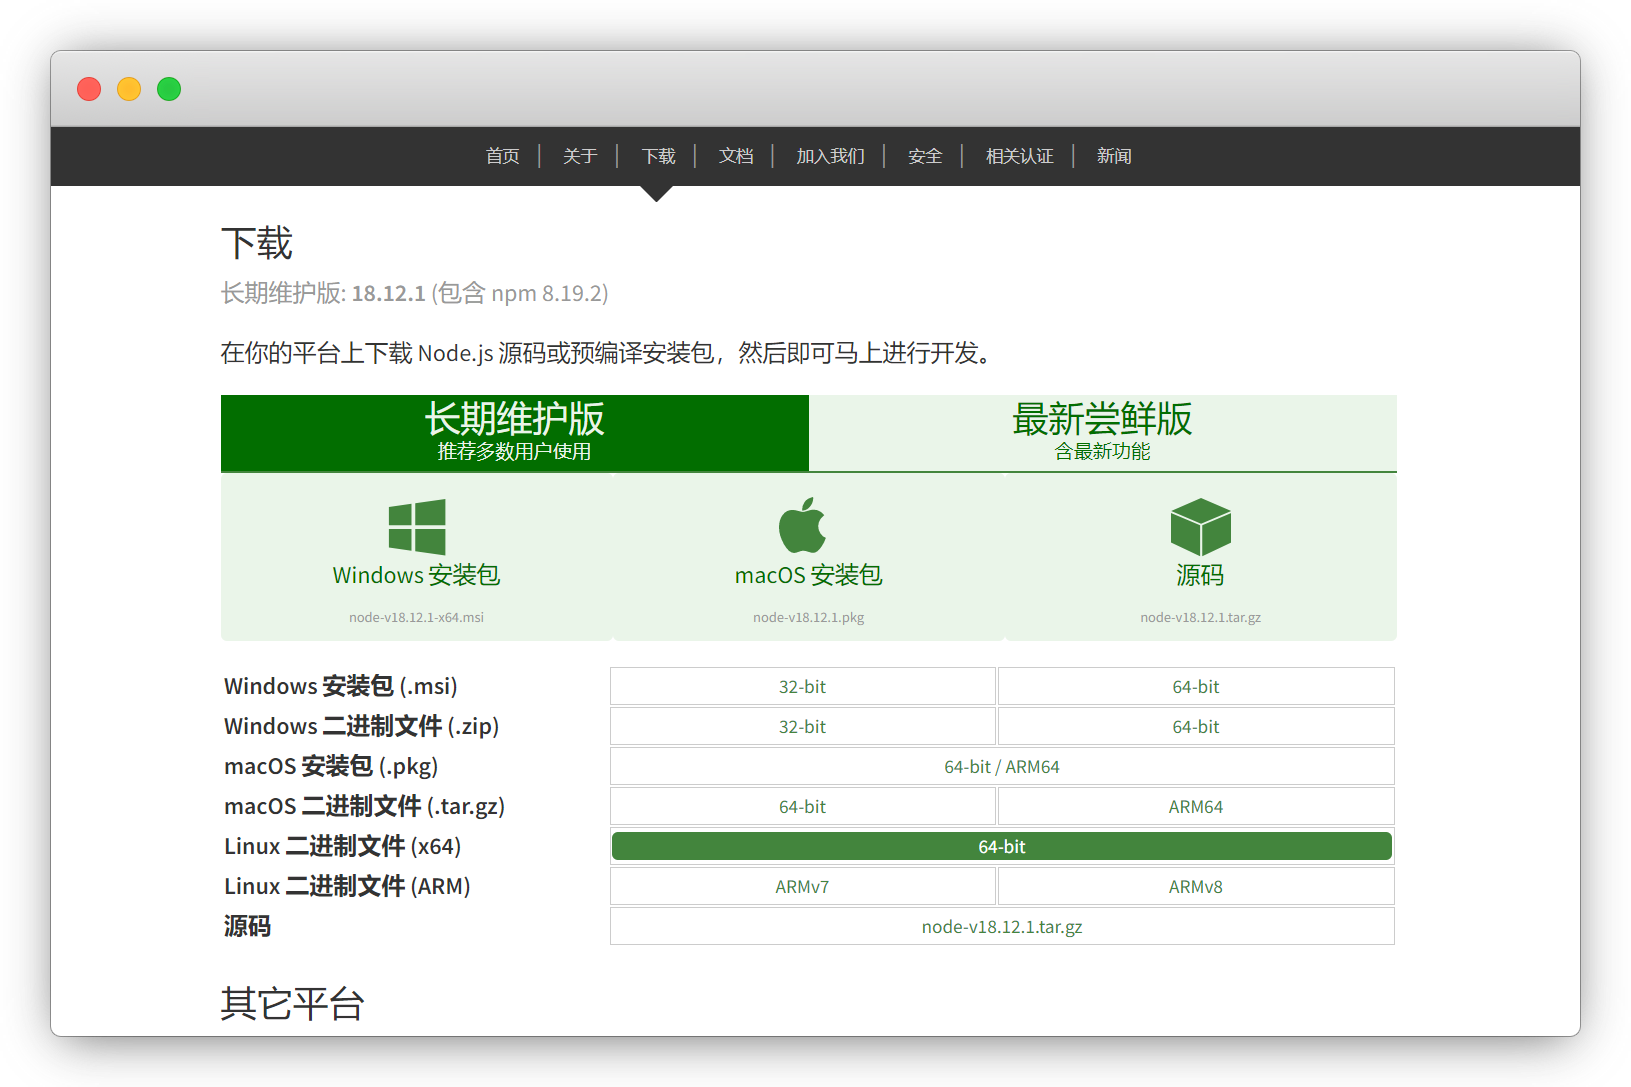 首页 | 关于 | 下载 | 文档 | 加入我们 | 安全 | 相关认证 | 新闻
下载
长期维护版: 18.12.1 (包含 npm 8.19.2)
在你的平台上下载 Node.js 源码或预编译安装包，然后即可马上进行开发。
长期维护版
推荐多数用户使用
最新尝鲜版
含最新功能
Windows 安装包
node-v18.12.1-x64.msi
macOS 安装包
node-v18.12.1.pkg
源码
node-v18.12.1.tar.gz
Windows 安装包 (.msi) 32-bit 64-bit
Windows 二进制文件 (.zip) 32-bit 64-bit
macOS 安装包 (.pkg) 64-bit / ARM64
macOS 二进制文件 (.tar.gz) 64-bit ARM64
Linux 二进制文件 (x64) 64-bit
Linux 二进制文件 (ARM) ARMv7 ARMv8
源码 node-v18.12.1.tar.gz
其它平台